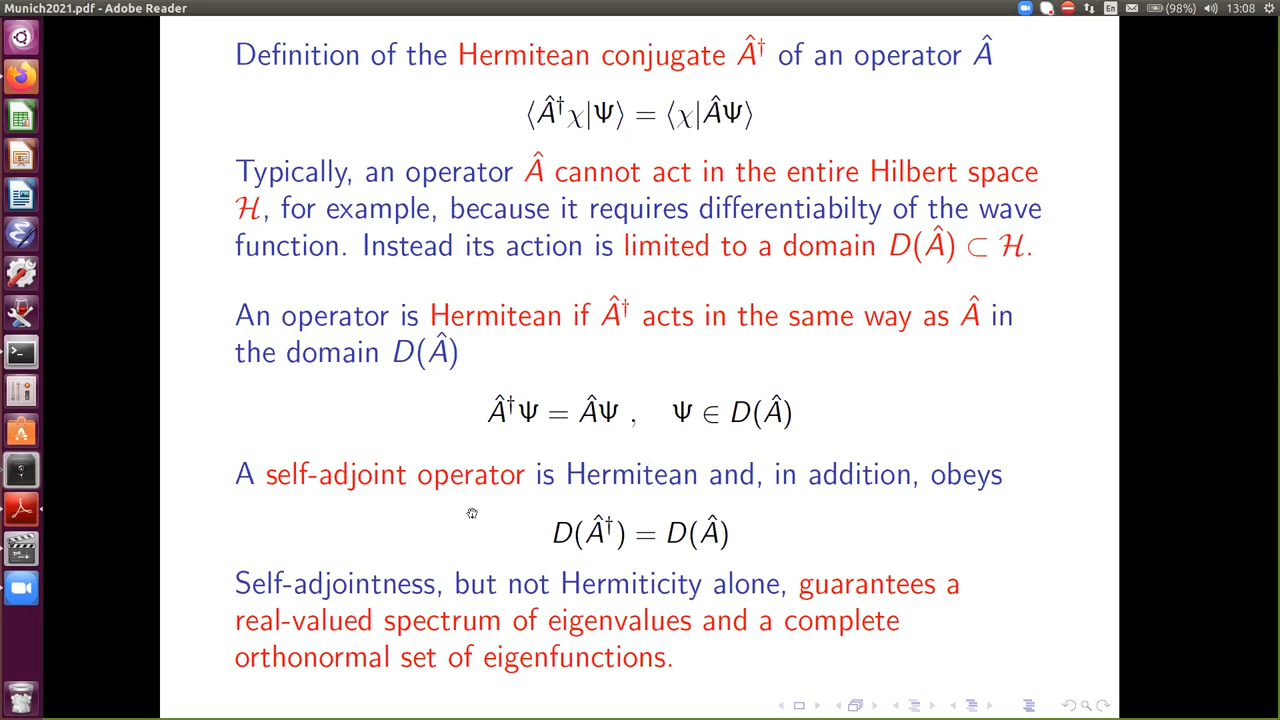 Munich2021.pdf - Adobe Reader
En
(98%)
13:08
Definition of the Hermitean conjugate Â† of an operator Â
⟨Â†χ|Ψ⟩ = ⟨χ|ÂΨ⟩
Typically, an operator Â cannot act in the entire Hilbert space
ℋ, for example, because it requires differentiabilty of the wave
function. Instead its action is limited to a domain D(Â) ⊂ ℋ.
An operator is Hermitean if Â† acts in the same way as Â in
the domain D(Â)
Â†Ψ = ÂΨ , Ψ ∈ D(Â)
A self-adjoint operator is Hermitean and, in addition, obeys
D(Â†) = D(Â)
Self-adjointness, but not Hermiticity alone, guarantees a
real-valued spectrum of eigenvalues and a complete
orthonormal set of eigenfunctions.